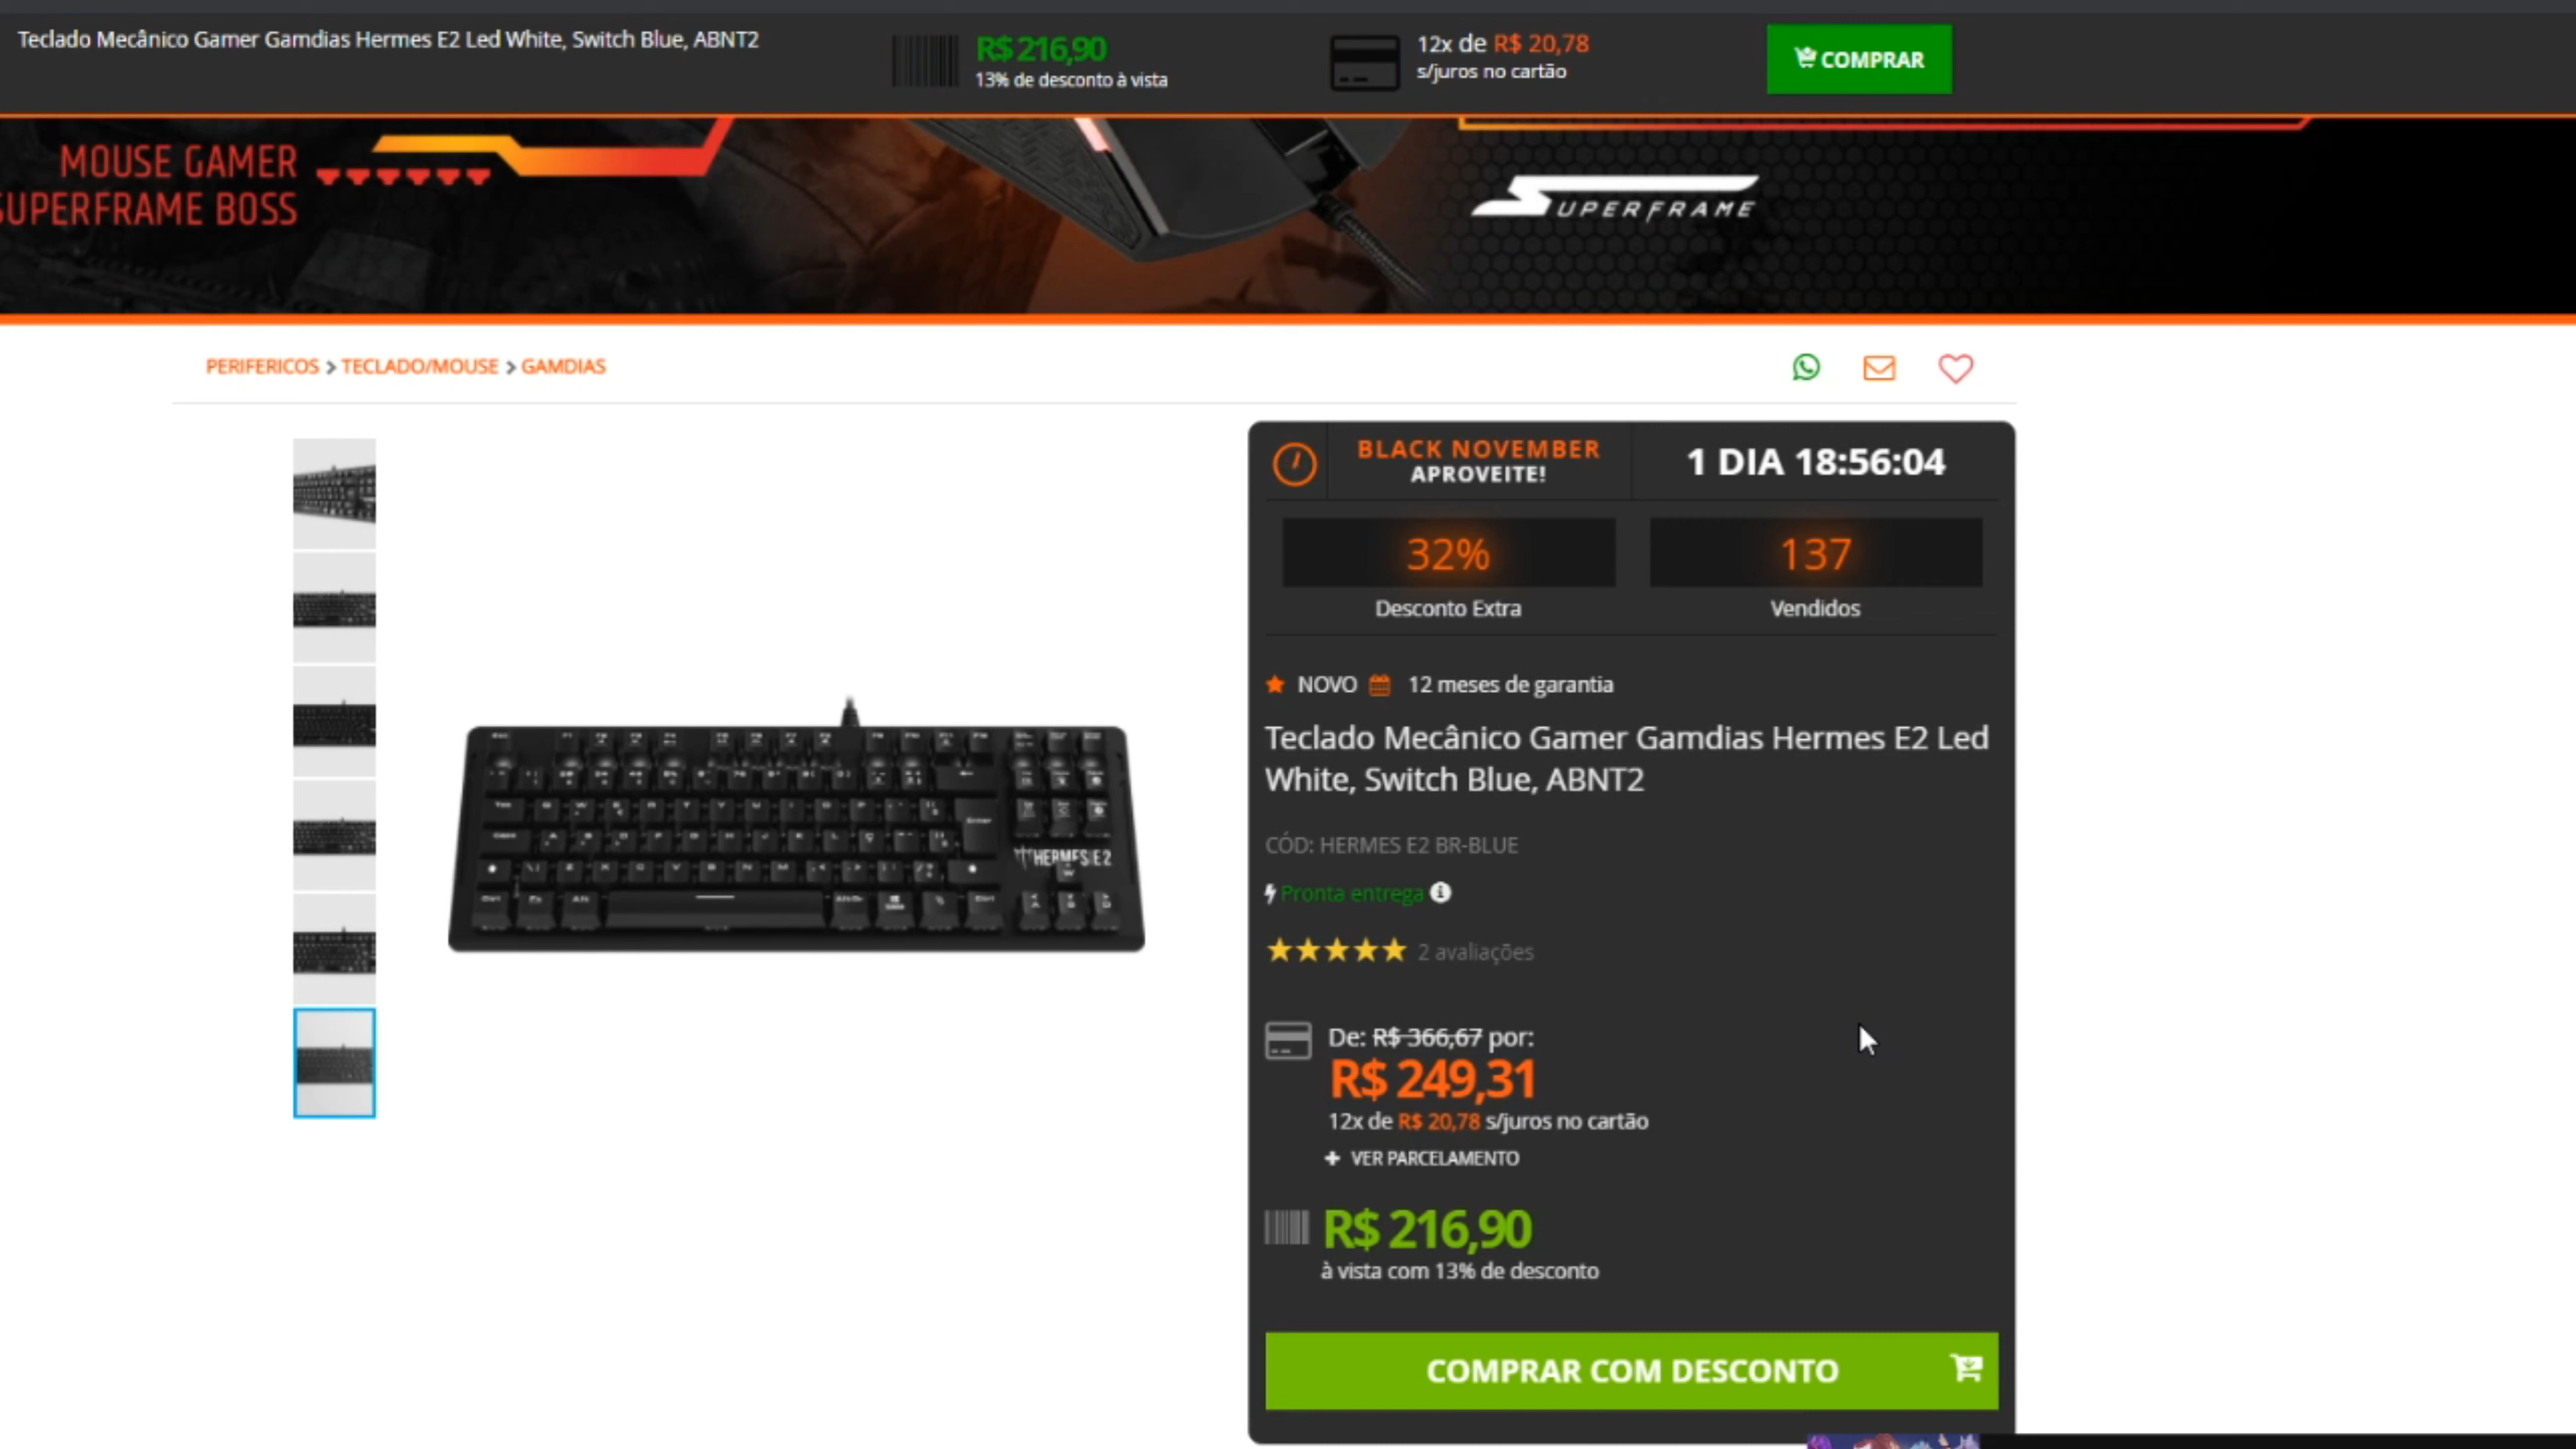 Teclado Mecânico Gamer Gamdias Hermes E2 Led White, Switch Blue, ABNT2
R$ 216,90
13% de desconto à vista
12x de R$ 20,78
s/juros no cartão
COMPRAR
MOUSE GAMER
SUPERFRAME BOSS
SUPERFRAME
PERIFERICOS > TECLADO/MOUSE > GAMDIAS
BLACK NOVEMBER
APROVEITE!
1 DIA 18:56:04
32%
Desconto Extra
137
Vendidos
NOVO 12 meses de garantia
Teclado Mecânico Gamer Gamdias Hermes E2 Led
White, Switch Blue, ABNT2
CÓD: HERMES E2 BR-BLUE
Pronta entrega
2 avaliações
HERMES E2
De: R$ 366,67 por:
R$ 249,31
12x de R$ 20,78 s/juros no cartão
+ VER PARCELAMENTO
R$ 216,90
à vista com 13% de desconto
COMPRAR COM DESCONTO